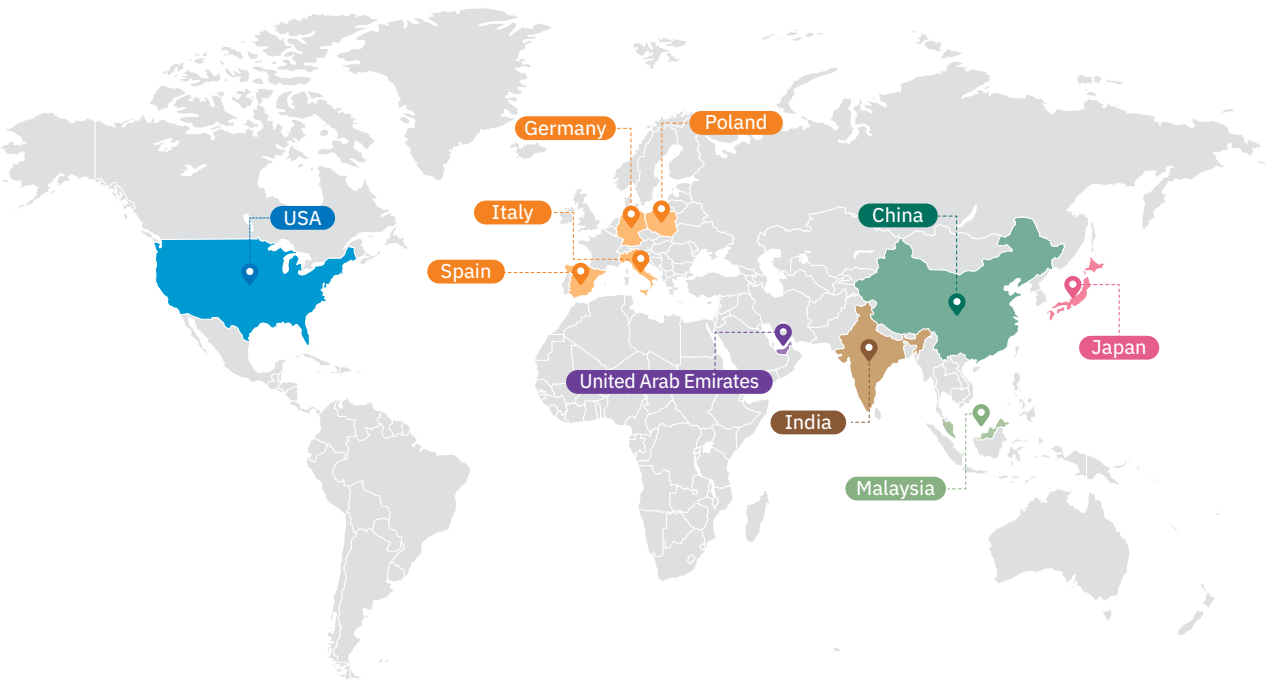 Germany
Poland
Italy
China
USA
Spain
Japan
United Arab Emirates
India
Malaysia